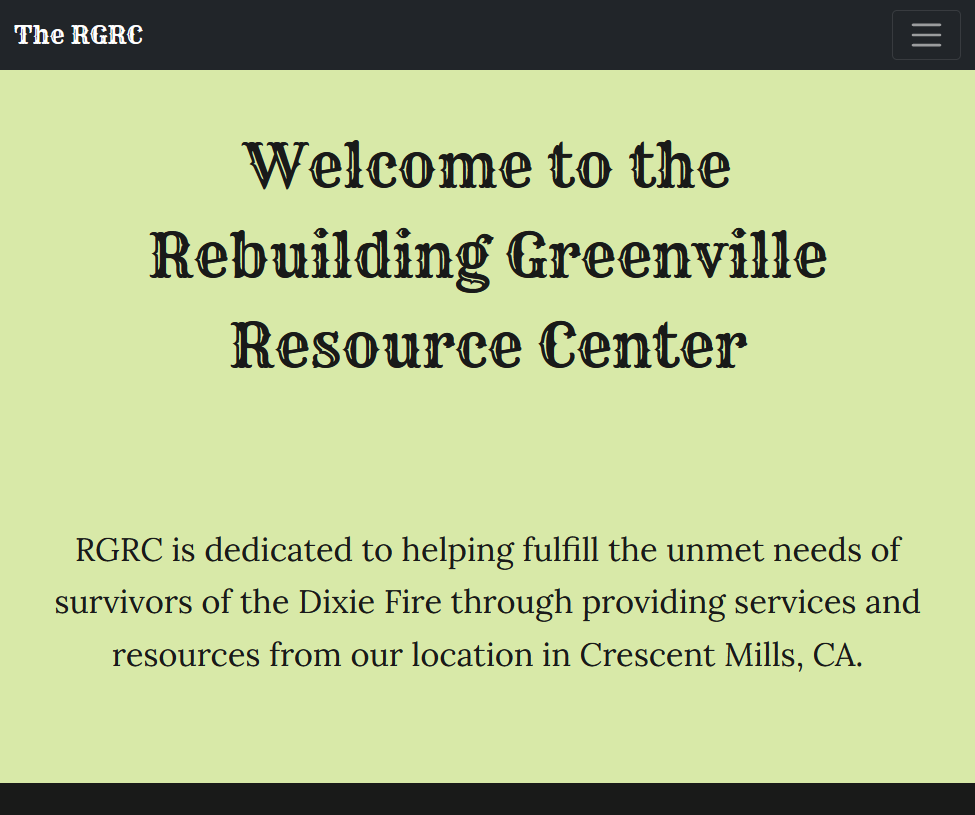 The RGRC
Welcome to the
Rebuilding Greenville
Resource Center
RGRC is dedicated to helping fulfill the unmet needs of
survivors of the Dixie Fire through providing services and
resources from our location in Crescent Mills, CA.